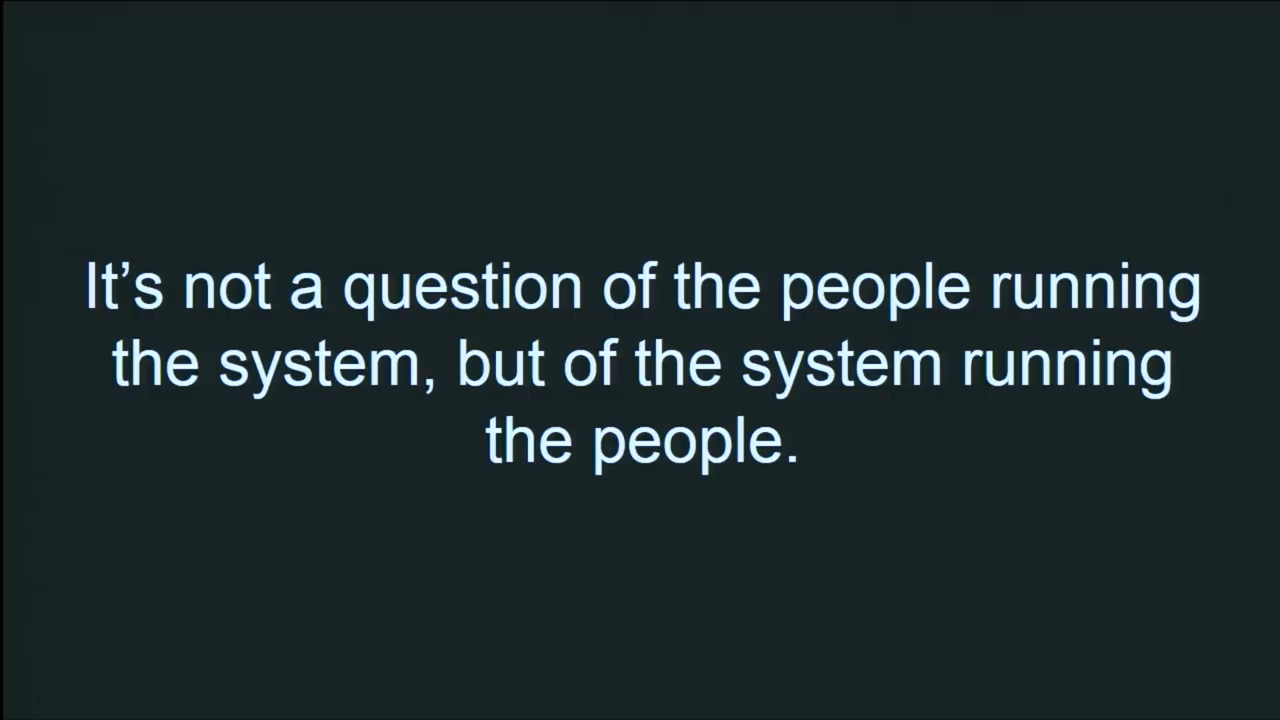 It’s not a question of the people running
the system, but of the system running
the people.